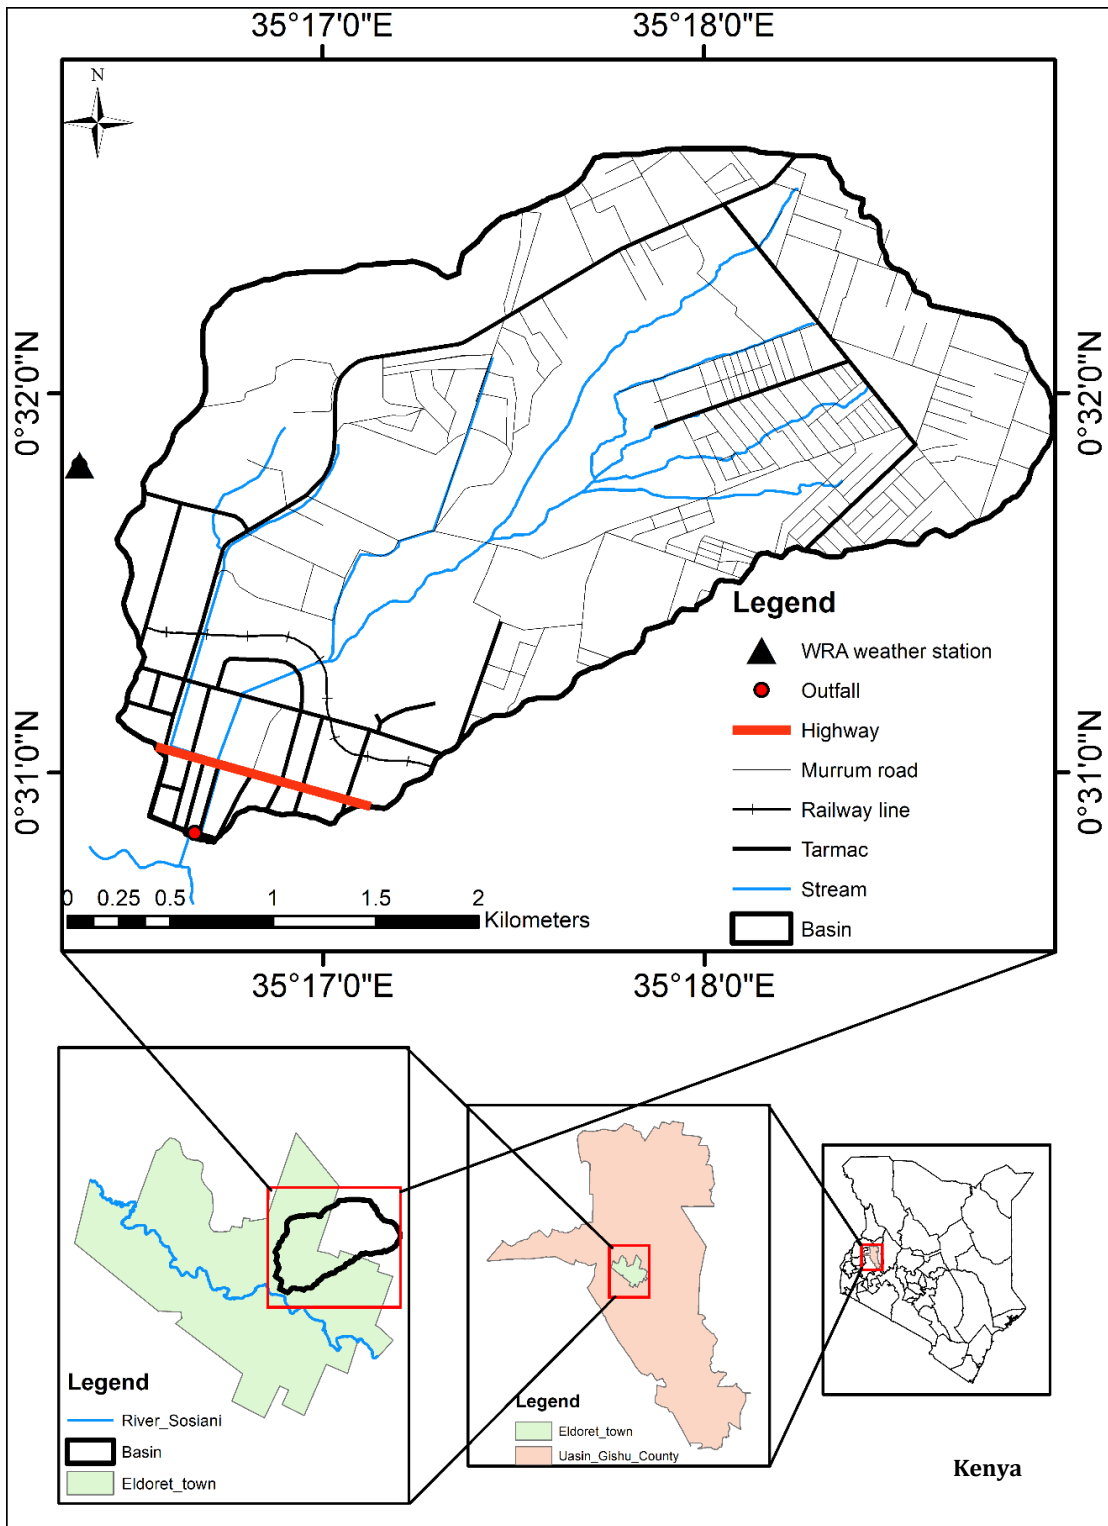 35°17'0"E 35°18'0"E
N
0°32'0"N 0°32'0"N
0°31'0"N 0°31'0"N
Legend
WRA weather station
Outfall
Highway
Murrum road
Railway line
Tarmac
Stream
Basin
0 0.25 0.5 1 1.5 2
Kilometers
35°17'0"E 35°18'0"E
Legend
River_Sosiani
Basin
Eldoret_town
Legend
Eldoret_town
Uasin_Gishu_County
Kenya